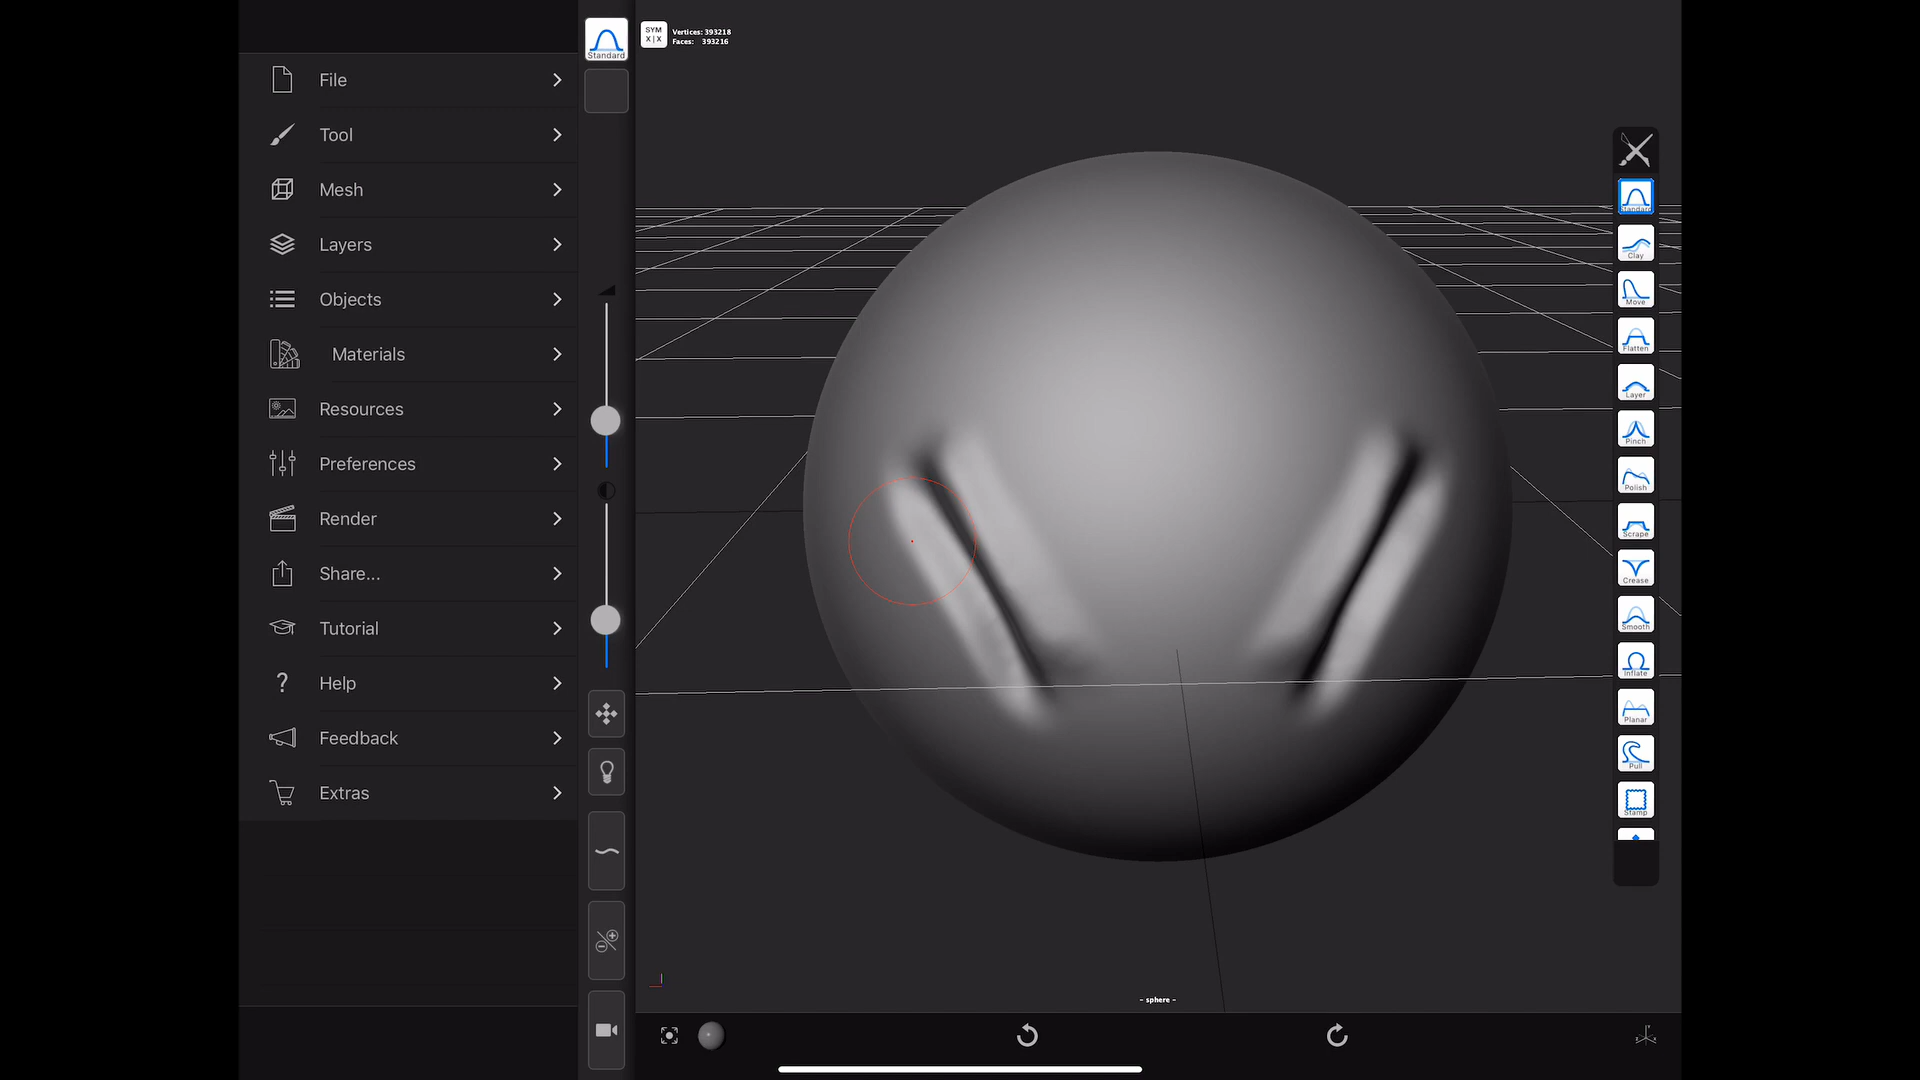 File
Tool
Mesh
Layers
Objects
Materials
Resources
Preferences
Render
Share...
Tutorial
Help
Feedback
Extras
Standard
SYM
X|X
Vertices: 393218
Faces: 393216
Standard
Clay
Move
Flatten
Layer
Pinch
Polish
Scrape
Crease
Smooth
Inflate
Planar
Pull
Stamp
- sphere -